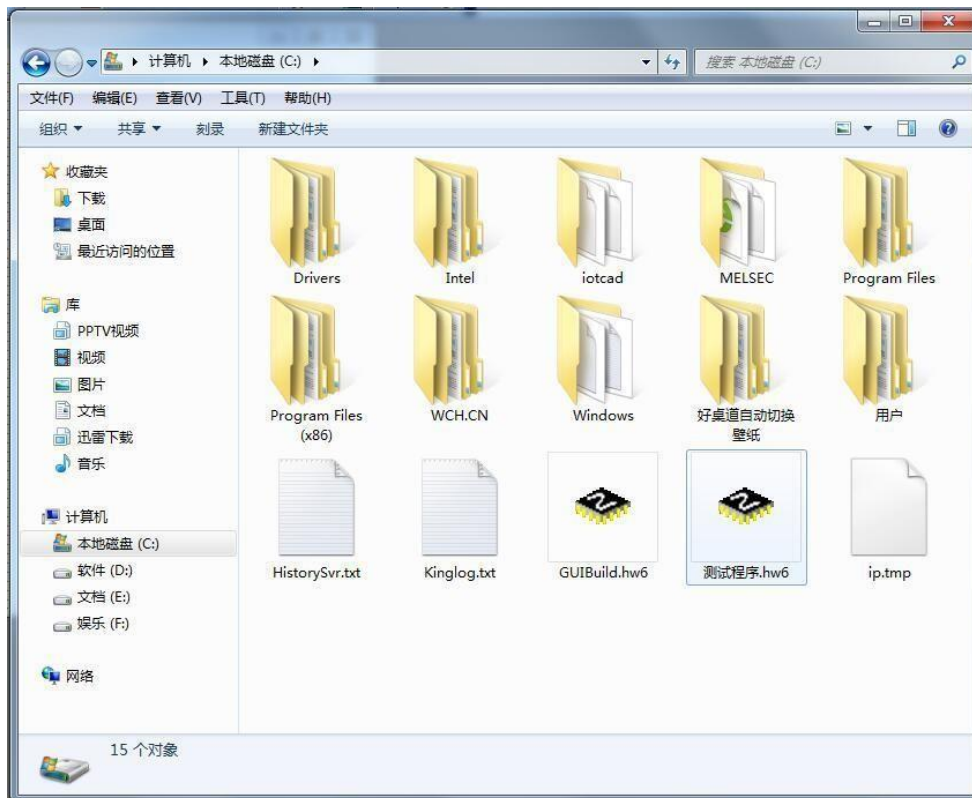 计算机 本地磁盘 (C:)
搜索 本地磁盘 (C:)
文件(F) 编辑(E) 查看(V) 工具(T) 帮助(H)
组织 共享 刻录 新建文件夹
收藏夹
下载
桌面
最近访问的位置
库
PPTV视频
视频
图片
文档
迅雷下载
音乐
计算机
本地磁盘 (C:)
软件 (D:)
文档 (E:)
娱乐 (F:)
网络
Drivers Intel iotcad MELSEC Program Files
Program Files WCH.CN Windows 好桌道自动切换 用户
(x86) 壁纸
HistorySvr.txt Kinglog.txt GUIBuild.hw6 测试程序.hw6 ip.tmp
15 个对象